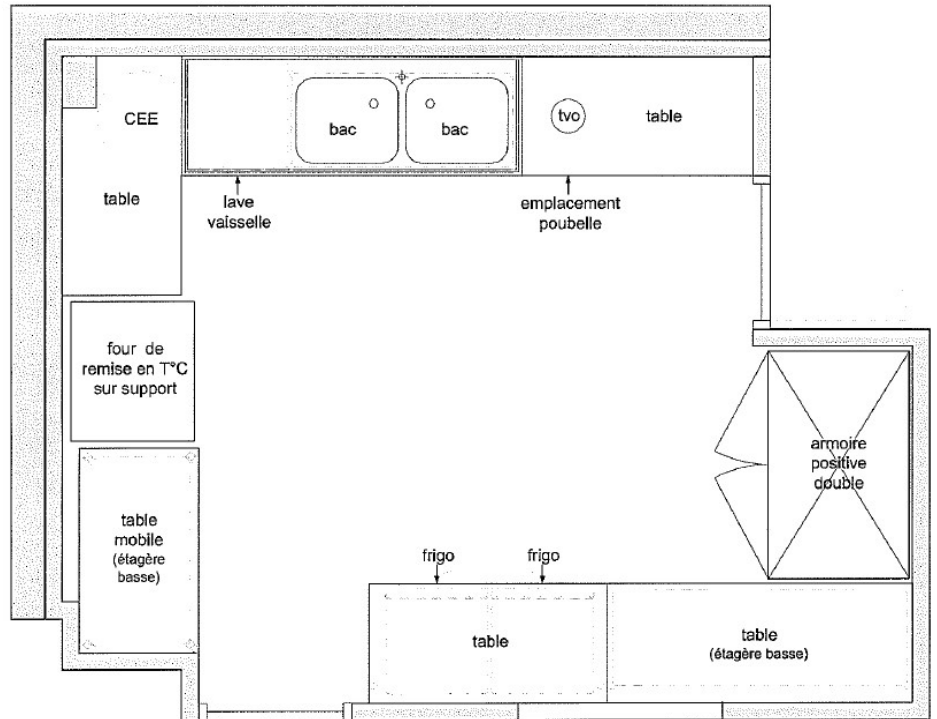 CEE
table
bac
bac
tvo
table
lave
vaisselle
emplacement
poubelle
four de
remise en T°C
sur support
armoire
positive
double
table
mobile
(étagère
basse)
frigo
frigo
table
table
(étagère basse)